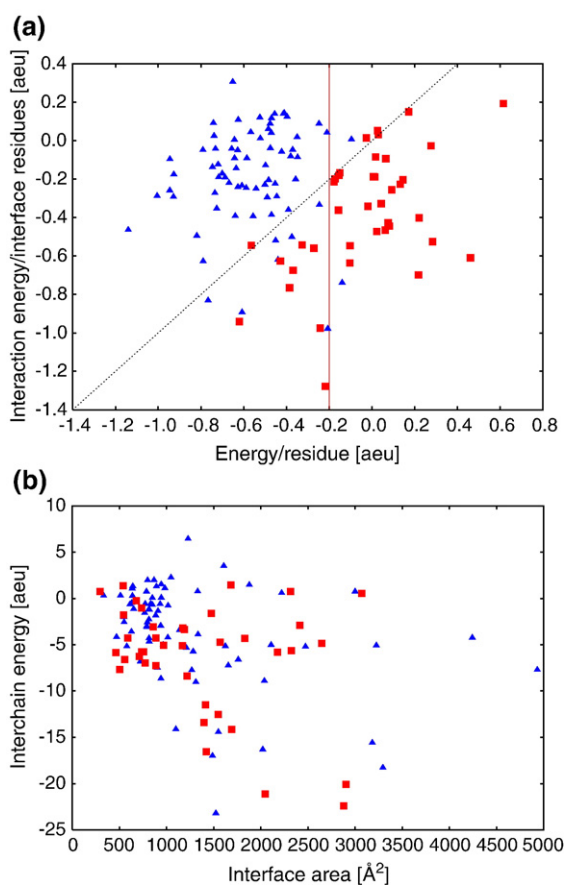 (a)
Interaction energy/interface residues [aeu]
0.4
0.2
0.0
-0.2
-0.4
-0.6
-0.8
-1.0
-1.2
-1.4
-1.4 -1.2 -1.0 -0.8 -0.6 -0.4 -0.2 0.0 0.2 0.4 0.6 0.8
Energy/residue [aeu]
(b)
Interchain energy [aeu]
10
5
0
-5
-10
-15
-20
-25
0 500 1000 1500 2000 2500 3000 3500 4000 4500 5000
Interface area [Å²]